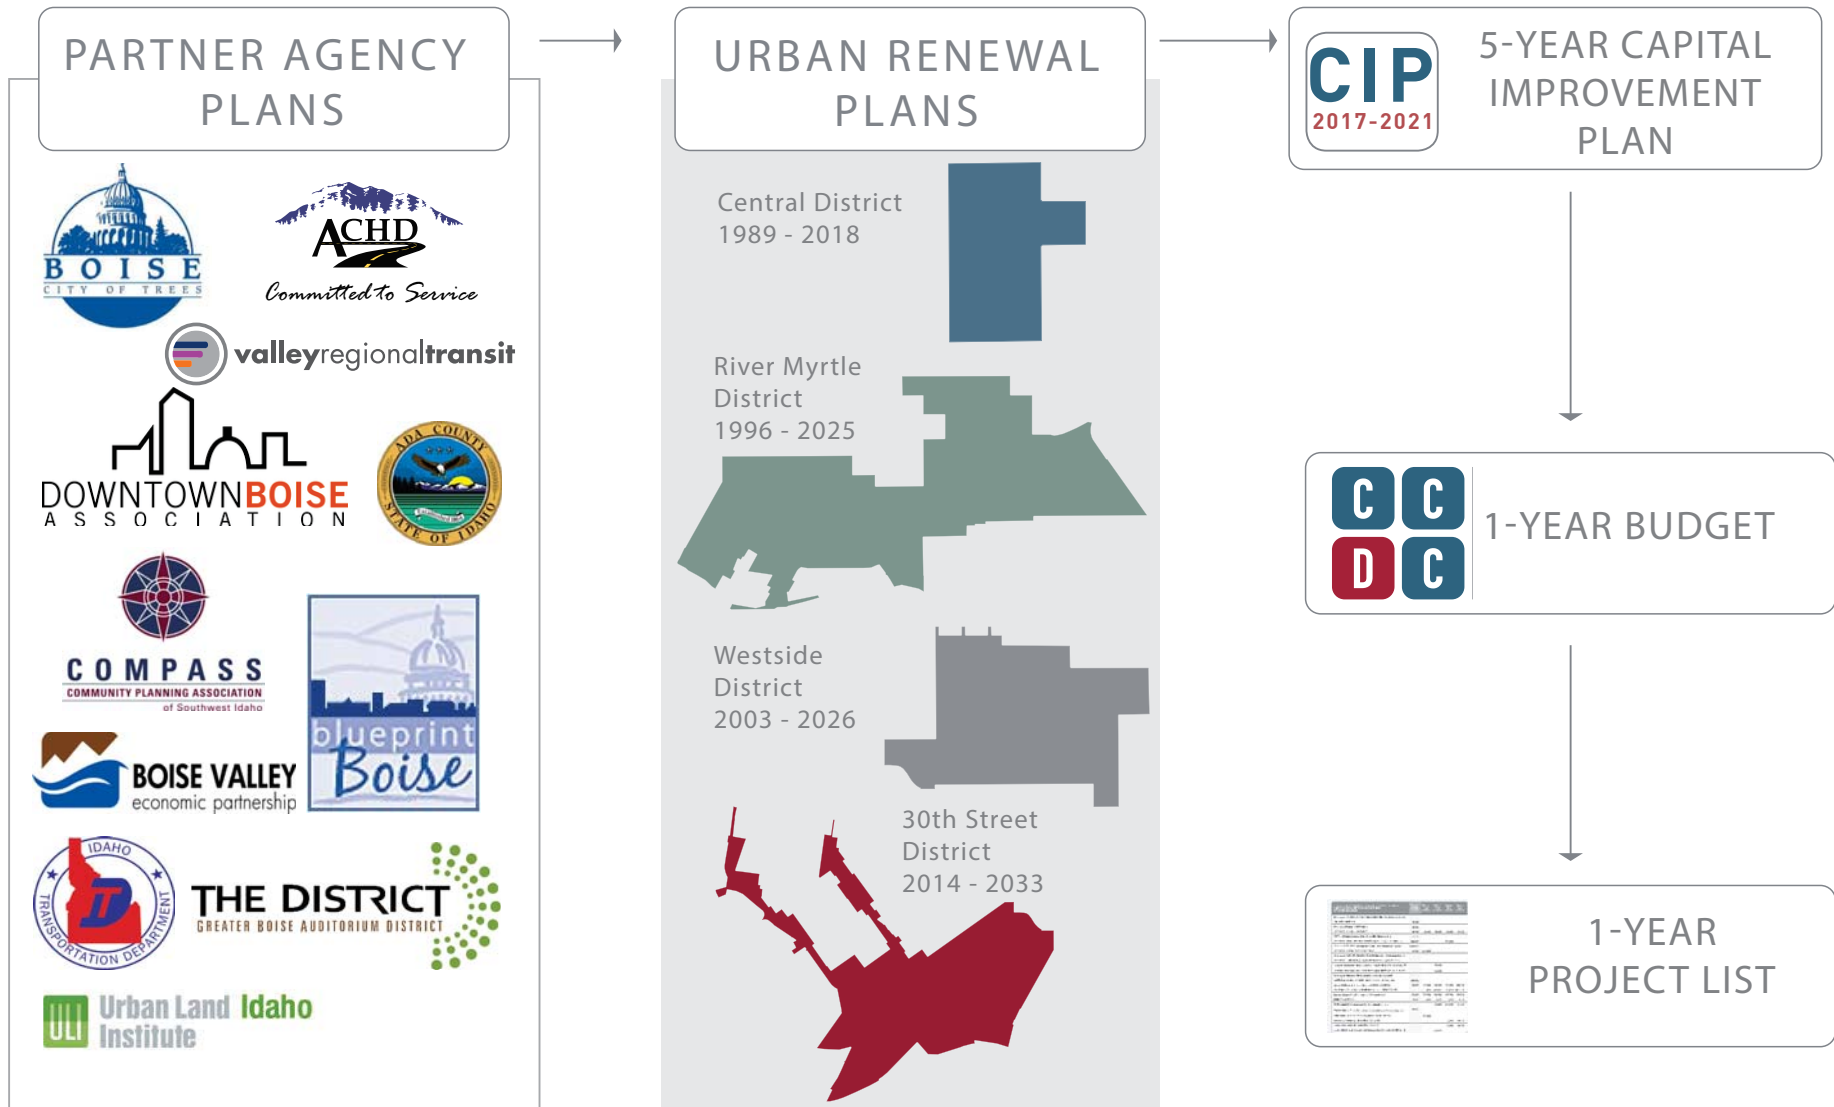 PARTNER AGENCY
PLANS
BOISE
CITY OF TREES
ACHD
Committed to Service
valleyregionaltransit
DOWNTOWNBOISE
ASSOCIATION
ADA COUNTY
STATE OF IDAHO
COMPASS
COMMUNITY PLANNING ASSOCIATION
of Southwest Idaho
blueprint
Boise
BOISE VALLEY
economic partnership
IDAHO
TRANSPORTATION DEPARTMENT
THE DISTRICT
GREATER BOISE AUDITORIUM DISTRICT
ULI
Urban Land Idaho
Institute
URBAN RENEWAL
PLANS
Central District
1989 - 2018
River Myrtle
District
1996 - 2025
Westside
District
2003 - 2026
30th Street
District
2014 - 2033
CIP
2017-2021
5-YEAR CAPITAL
IMPROVEMENT
PLAN
C C
D C
1-YEAR BUDGET
1-YEAR
PROJECT LIST